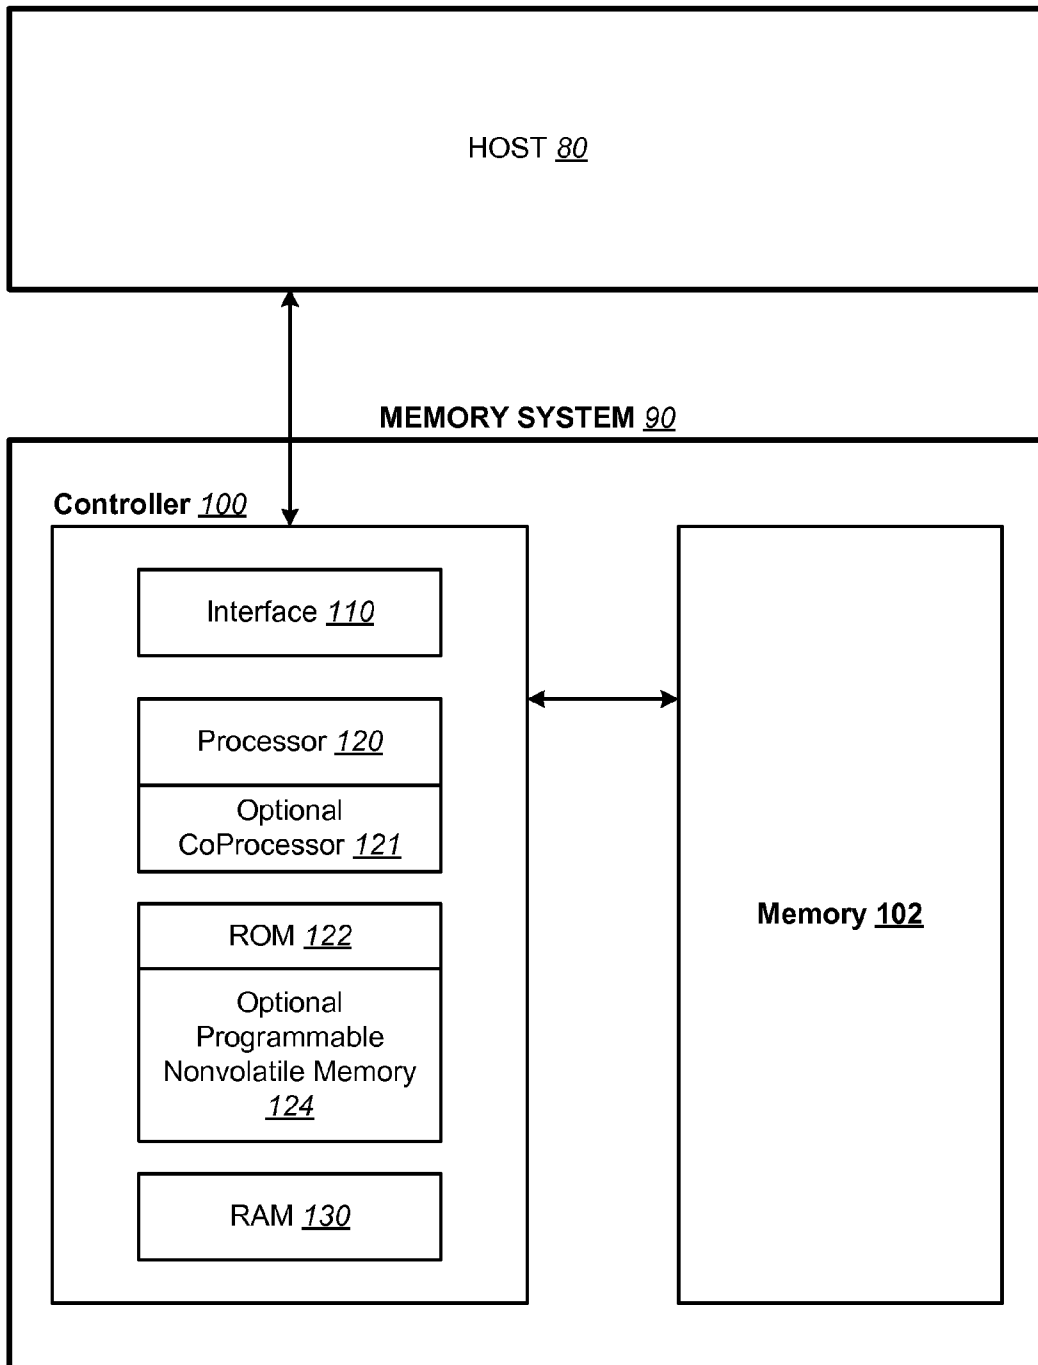 HOST 80
MEMORY SYSTEM 90
Controller 100
Interface 110
Processor 120
Optional
CoProcessor 121
ROM 122
Optional
Programmable
Nonvolatile Memory
124
RAM 130
Memory 102